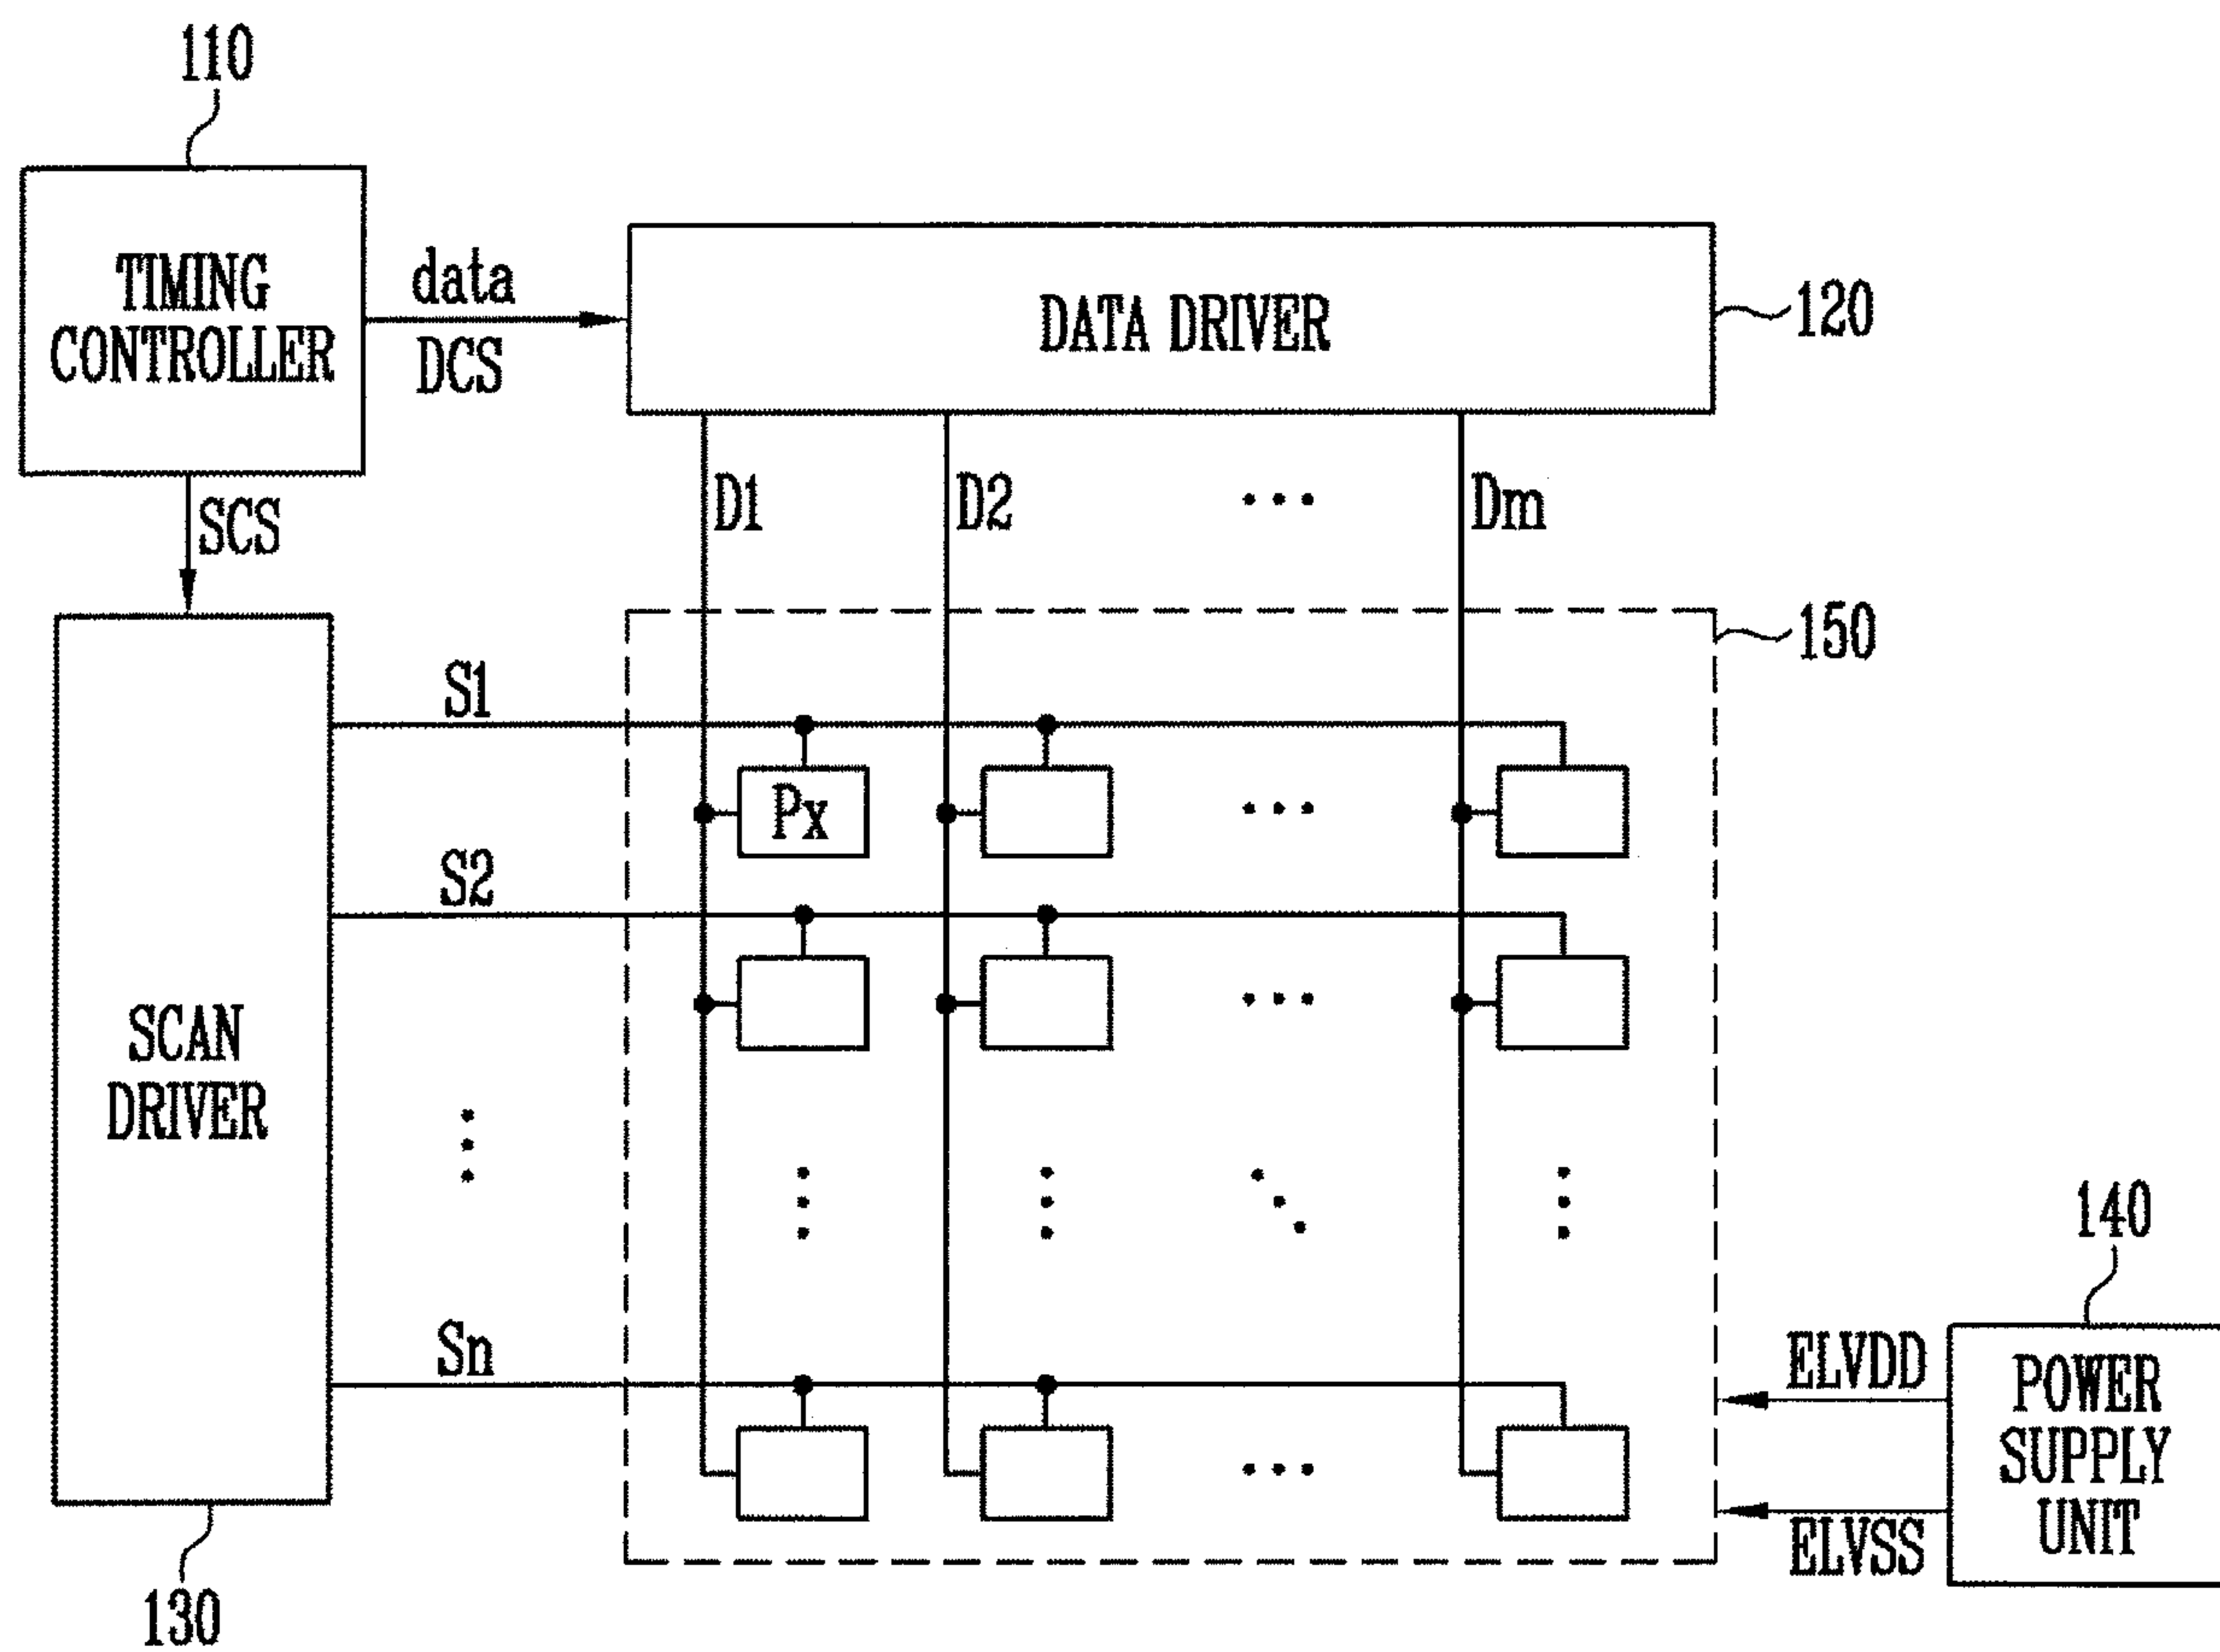 110
TIMING
CONTROLLER
data
DCS
DATA DRIVER
120
SCS
D1
D2
Dm
150
S1
Px
S2
SCAN
DRIVER
Sn
140
ELVDD
ELVSS
POWER
SUPPLY
UNIT
130